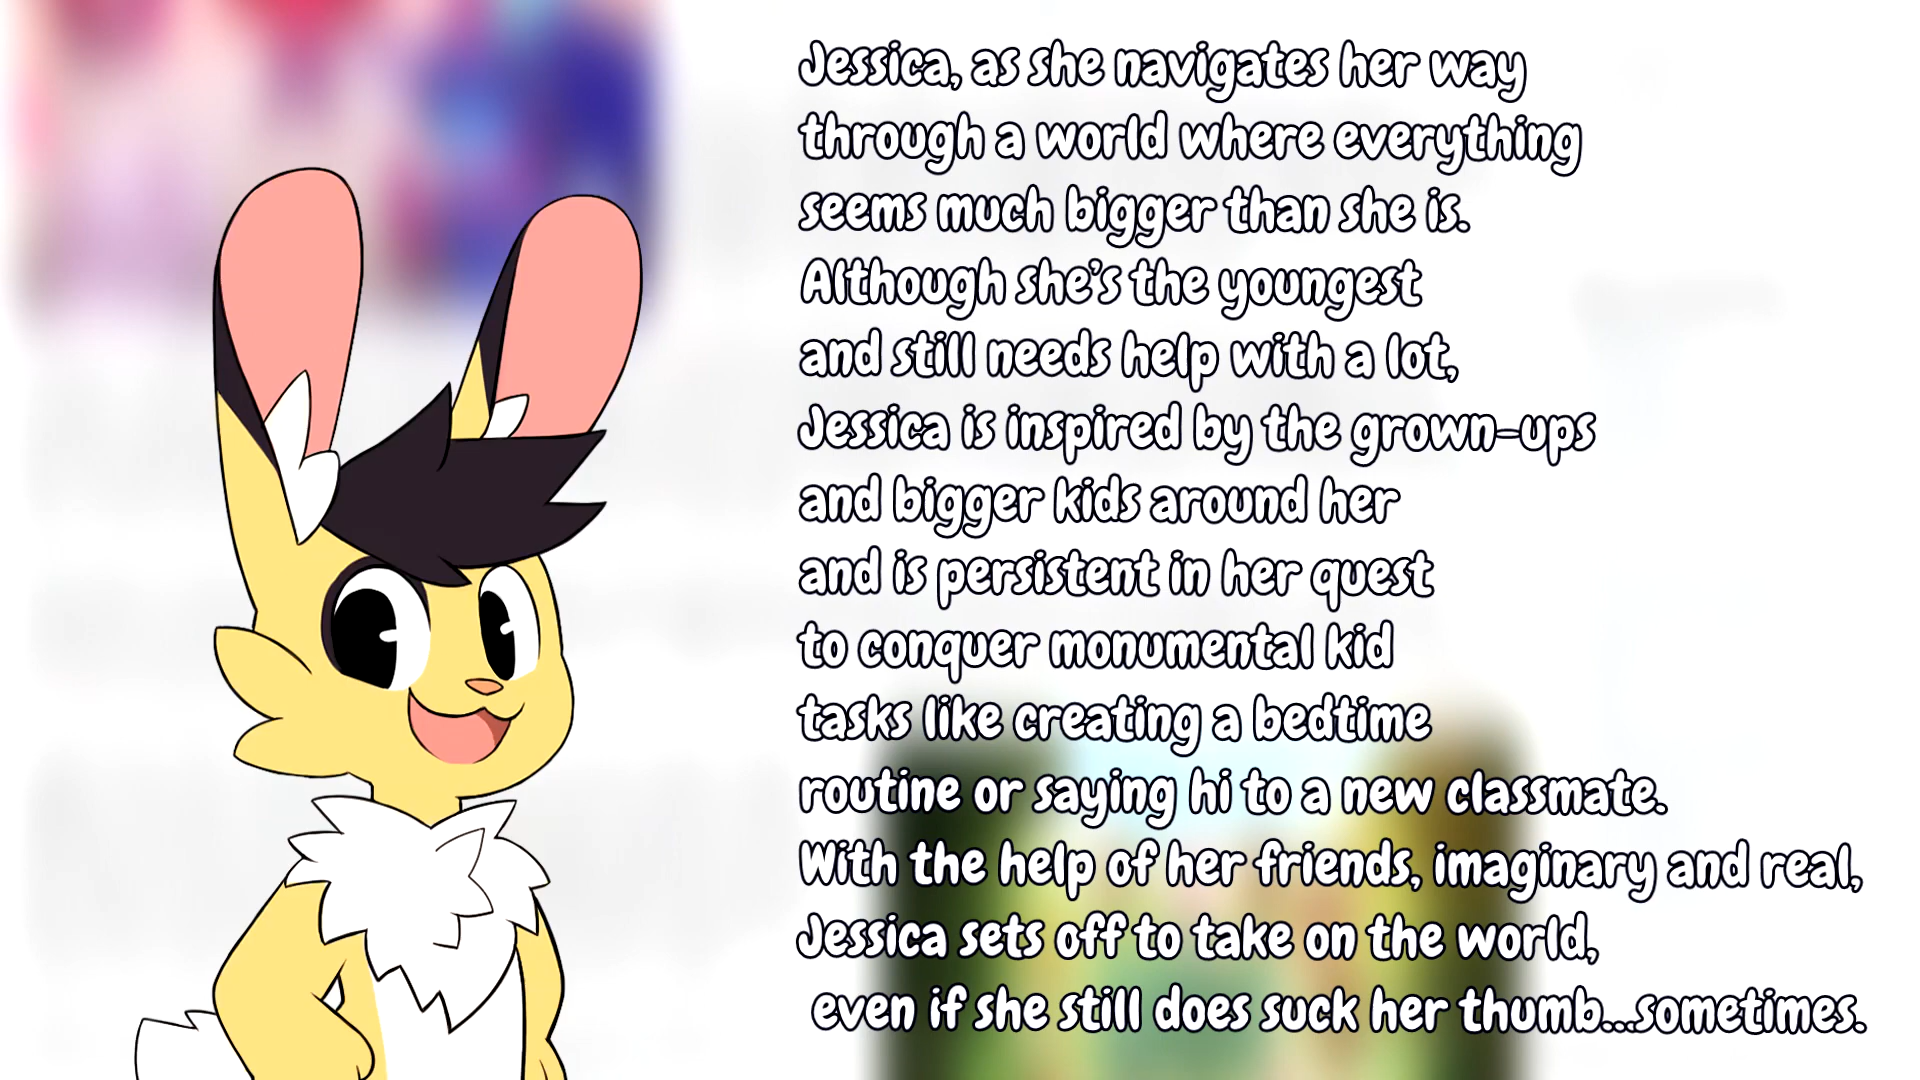 Jessica, as she navigates her way
through a world where everything
seems much bigger than she is.
Although she's the youngest
and still needs help with a lot,
Jessica is inspired by the grown-ups
and bigger kids around her
and is persistent in her quest
to conquer monumental kid
tasks like creating a bedtime
routine or saying hi to a new classmate.
With the help of her friends, imaginary and real,
Jessica sets off to take on the world,
even if she still does suck her thumb...sometimes.